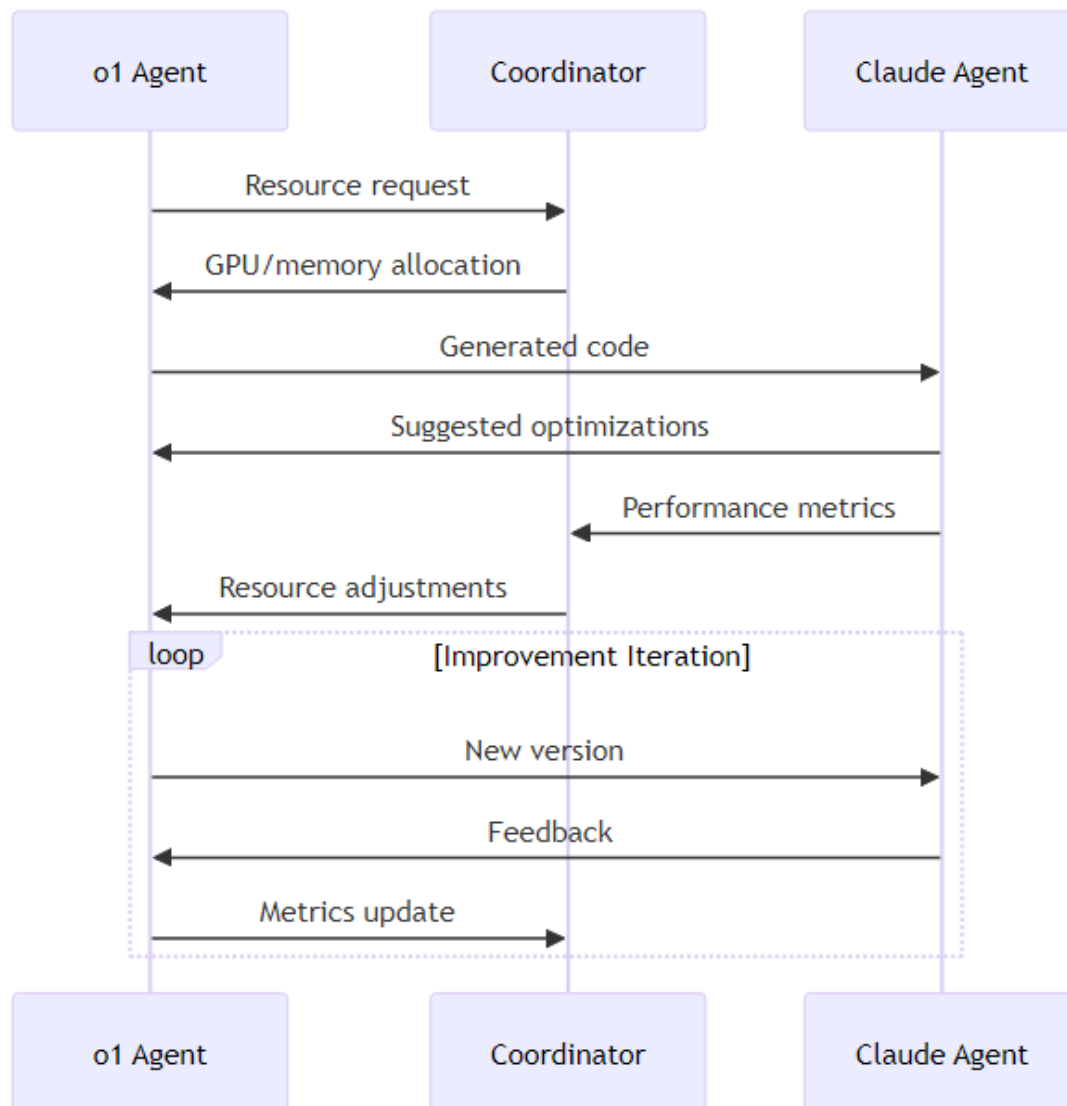 o1 Agent
Coordinator
Claude Agent
Resource request
GPU/memory allocation
Generated code
Suggested optimizations
Performance metrics
Resource adjustments
loop
[Improvement Iteration]
New version
Feedback
Metrics update
o1 Agent
Coordinator
Claude Agent